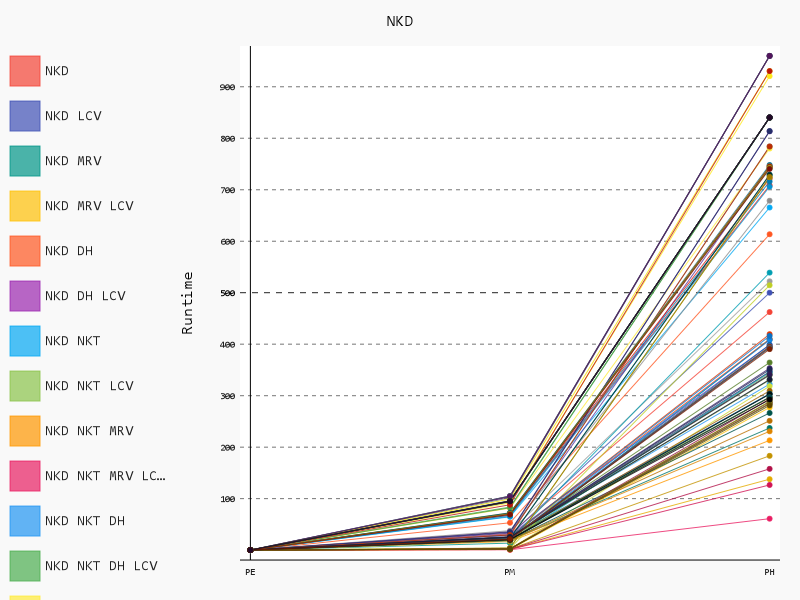 NKD
NKD
NKD LCV
NKD MRV
NKD MRV LCV
NKD DH
NKD DH LCV
NKD NKT
NKD NKT LCV
NKD NKT MRV
NKD NKT MRV LC…
NKD NKT DH
NKD NKT DH LCV
Runtime
900
800
700
600
500
400
300
200
100
PE PM PH